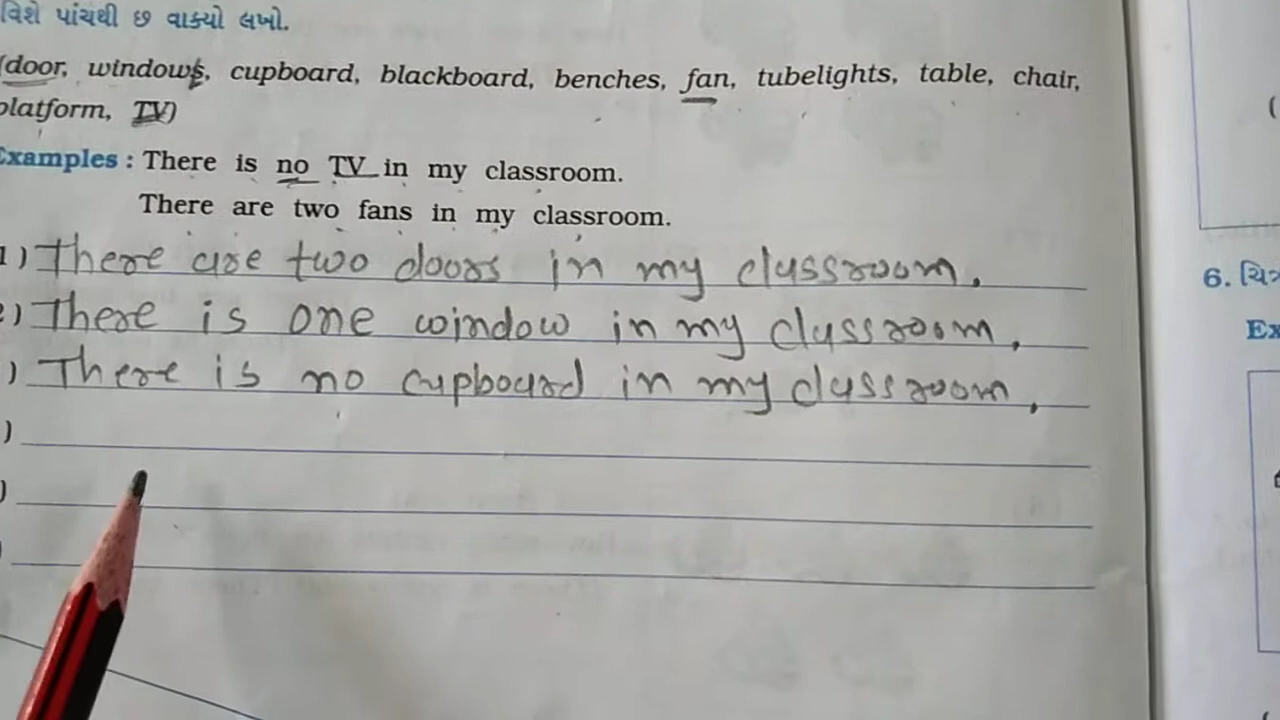 વિશે પાંચથી છ વાક્યો લખો.
(door, windows, cupboard, blackboard, benches, fan, tubelights, table, chair,
platform, TV)
Examples : There is no TV in my classroom.
There are two fans in my classroom.
1) There are two doors in my classroom.
2) There is one window in my classroom.
) There is no cupboard in my classroom.
)
)
6. ચિત્ર
Ex
(